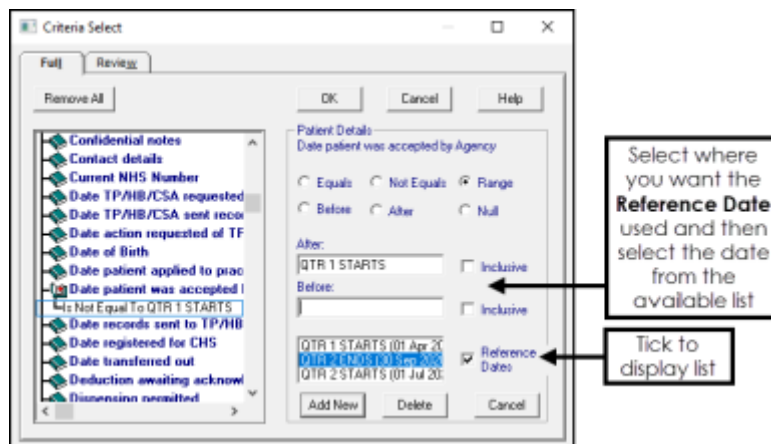 Criteria Select
Full Review
Remove All OK Cancel Help
Confidential notes
Contact details
Current NHS Number
Date TP/HB/CSA requested
Date TP/HB/CSA sent recor
Date action requested of TF
Date of Birth
Date patient applied to prac
Date patient was accepted
Is Not Equal To QTR 1 STARTS
Date records sent to TP/HB
Date registered for CHS
Date transferred out
Deduction awaiting acknowl
Dispensing permitted
Patient Details
Date patient was accepted by Agency
Equals Not Equals Range
Before After Null
After:
QTR 1 STARTS Inclusive
Before:
Inclusive
QTR 1 STARTS (01 Apr 20
QTR 2 ENDS (30 Sep 202
QTR 2 STARTS (01 Jul 20
Reference
Dates
Add New Delete Cancel
Select where
you want the
Reference Date
used and then
select the date
from the
available list
Tick to
display list